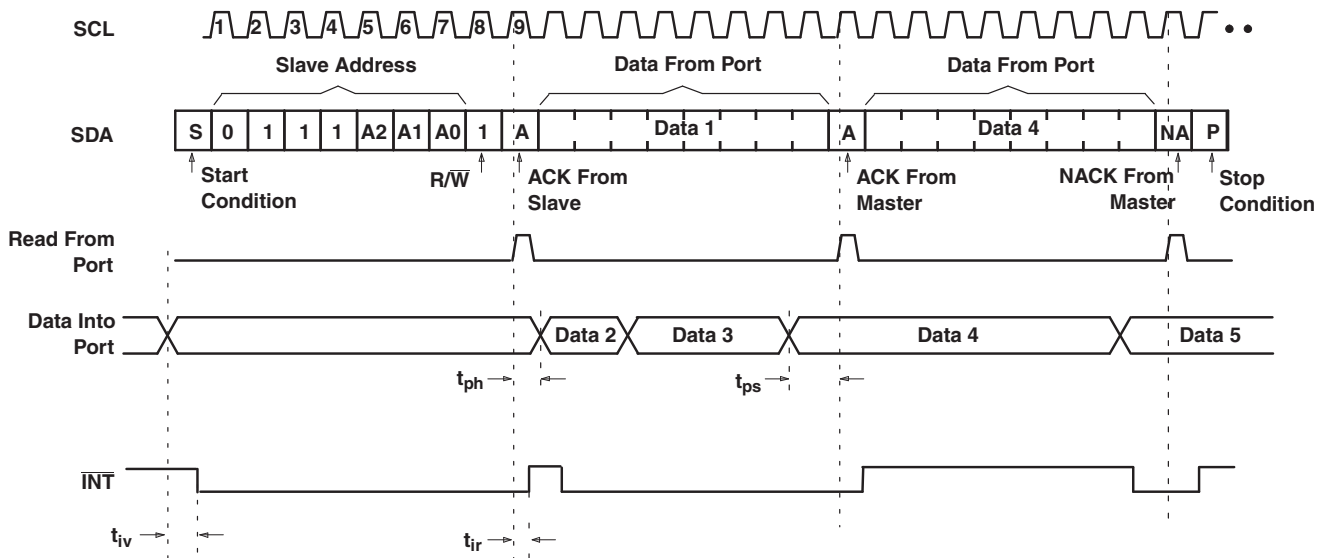 SCL
1 2 3 4 5 6 7 8 9
Slave Address
Data From Port
Data From Port
SDA
S 0 1 1 1 A2 A1 A0 1 A Data 1 A Data 4 NA P
Start
Condition
R/W̅
ACK From
Slave
ACK From
Master
NACK From
Master
Stop
Condition
Read From
Port
Data Into
Port
Data 2 Data 3 Data 4 Data 5
tph
tps
I̅N̅T̅
tiv
tir